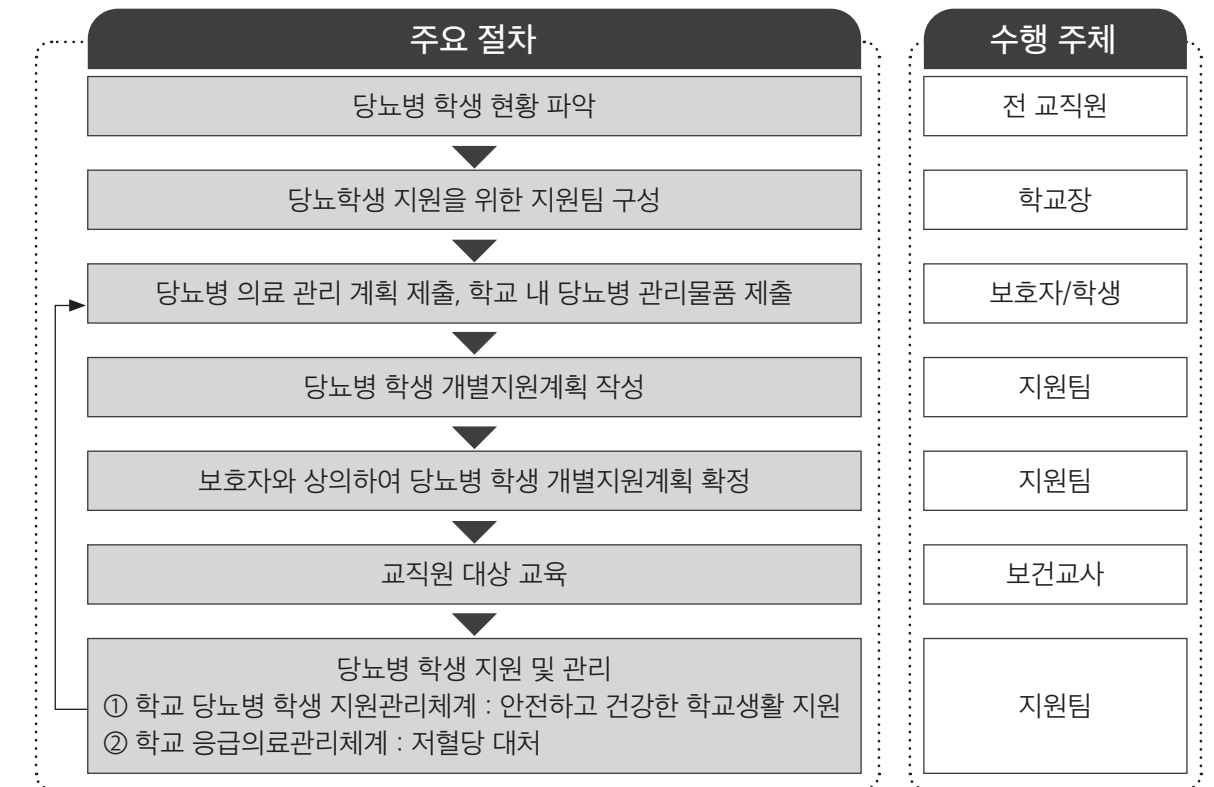 주요 절차
수행 주체
당뇨병 학생 현황 파악
전 교직원
당뇨학생 지원을 위한 지원팀 구성
학교장
당뇨병 의료 관리 계획 제출, 학교 내 당뇨병 관리물품 제출
보호자/학생
당뇨병 학생 개별지원계획 작성
지원팀
보호자와 상의하여 당뇨병 학생 개별지원계획 확정
지원팀
교직원 대상 교육
보건교사
당뇨병 학생 지원 및 관리
① 학교 당뇨병 학생 지원관리체계 : 안전하고 건강한 학교생활 지원
② 학교 응급의료관리체계 : 저혈당 대처
지원팀